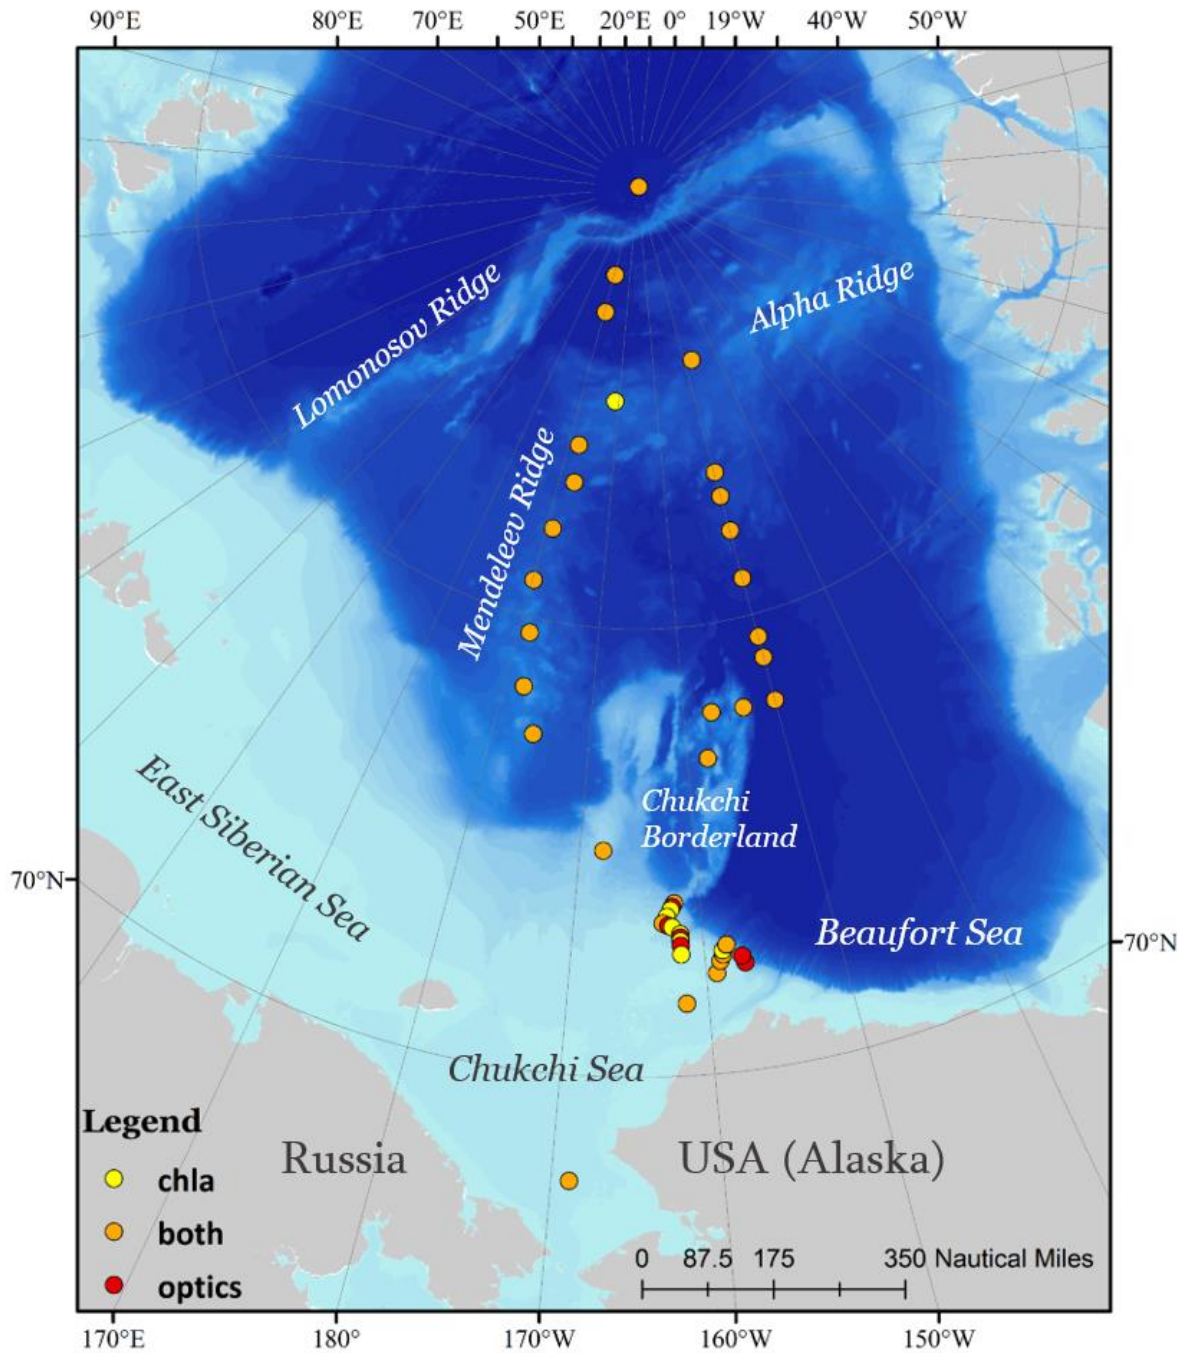 90°E 80°E 70°E 50°E 20°E 0° 19°W 40°W 50°W
Lomonosov Ridge
Alpha Ridge
Mendeleev Ridge
Chukchi
Borderland
East Siberian Sea
70°N
Beaufort Sea
70°N
Chukchi Sea
Legend
Russia
USA (Alaska)
chla
both
optics
0 87.5 175 350 Nautical Miles
170°E 180° 170°W 160°W 150°W